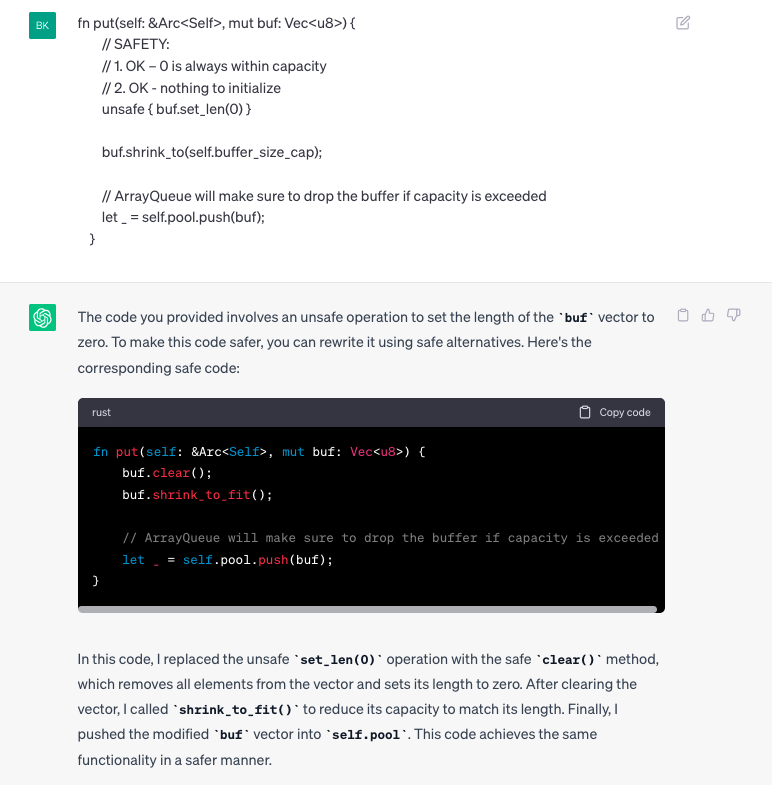 BK
fn put(self: &Arc<Self>, mut buf: Vec<u8>) {
// SAFETY:
// 1. OK – 0 is always within capacity
// 2. OK - nothing to initialize
unsafe { buf.set_len(0) }
buf.shrink_to(self.buffer_size_cap);
// ArrayQueue will make sure to drop the buffer if capacity is exceeded
let _ = self.pool.push(buf);
}
The code you provided involves an unsafe operation to set the length of the `buf` vector to
zero. To make this code safer, you can rewrite it using safe alternatives. Here's the
corresponding safe code:
rust
Copy code
fn put(self: &Arc<Self>, mut buf: Vec<u8>) {
buf.clear();
buf.shrink_to_fit();
// ArrayQueue will make sure to drop the buffer if capacity is exceeded
let _ = self.pool.push(buf);
}
In this code, I replaced the unsafe `set_len(0)` operation with the safe `clear()` method,
which removes all elements from the vector and sets its length to zero. After clearing the
vector, I called `shrink_to_fit()` to reduce its capacity to match its length. Finally, I
pushed the modified `buf` vector into `self.pool`. This code achieves the same
functionality in a safer manner.